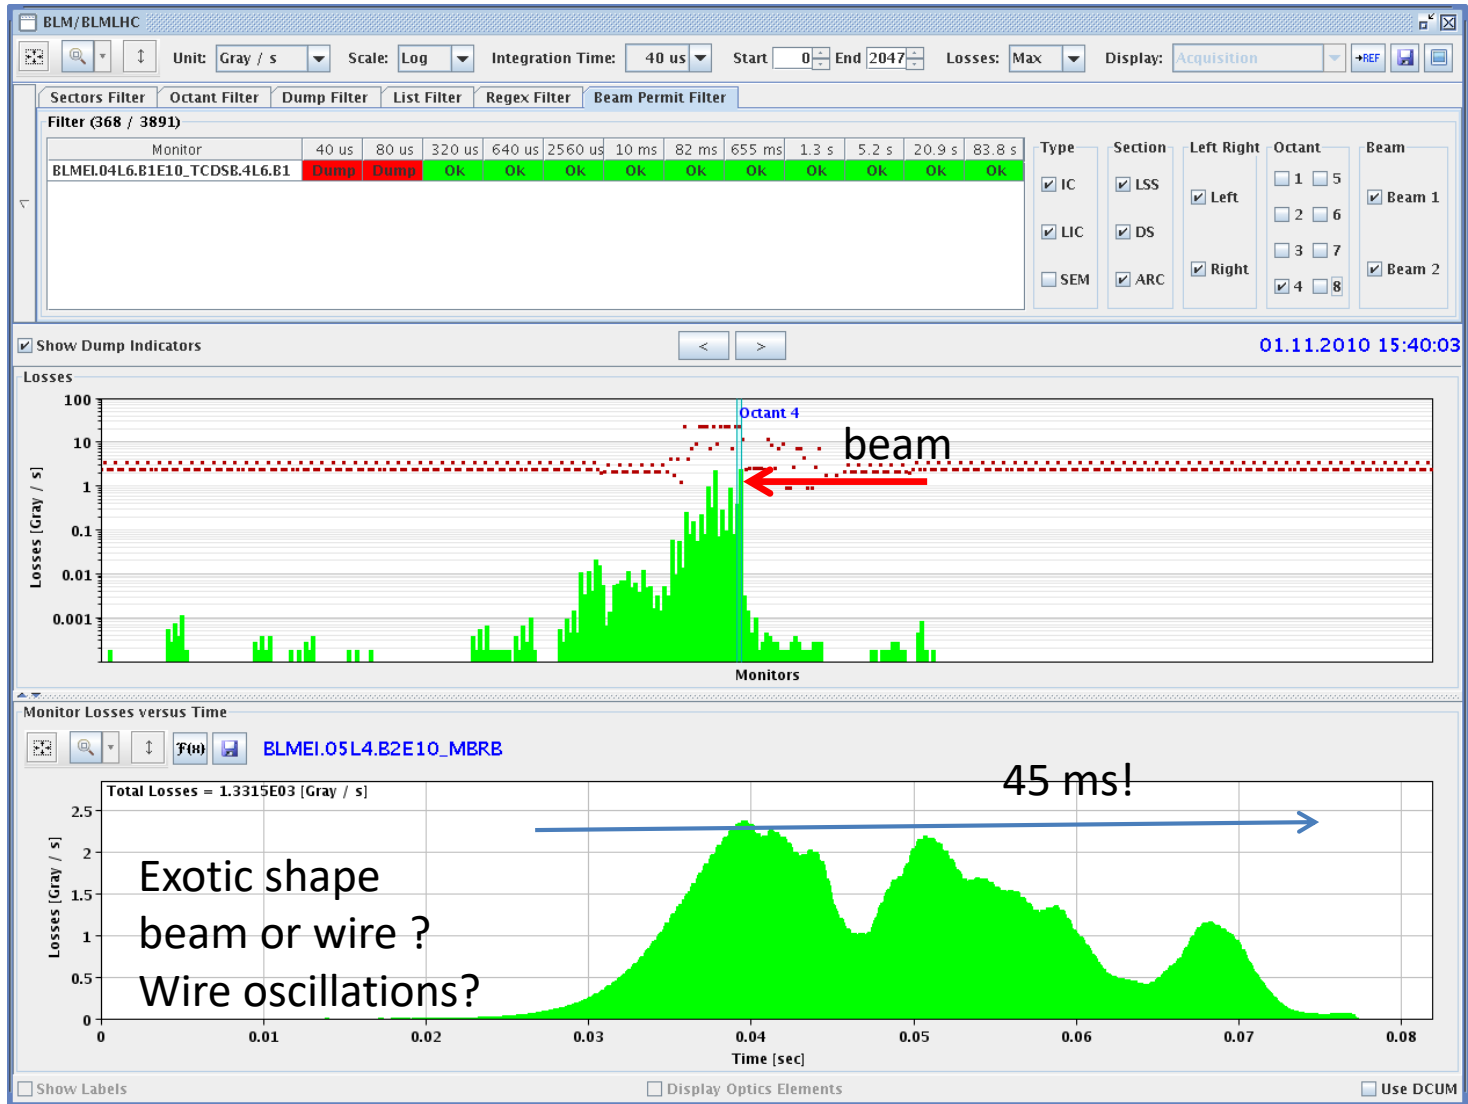 BLM/BLMLHC
Unit: Gray / s Scale: Log Integration Time: 40 us Start 0 End 2047 Losses: Max Display: Acquisition →REF
Sectors Filter Octant Filter Dump Filter List Filter Regex Filter Beam Permit Filter
Filter (368 / 3891)
Monitor 40 us 80 us 320 us 640 us 2560 us 10 ms 82 ms 655 ms 1.3 s 5.2 s 20.9 s 83.8 s
BLMEI.04L6.B1E10_TCDSB.4L6.B1 Dump Dump Ok Ok Ok Ok Ok Ok Ok Ok Ok Ok
Type Section Left Right Octant Beam
IC LSS Left 1 5 Beam 1
2 6
LIC DS 3 7
SEM ARC Right 4 8 Beam 2
Show Dump Indicators < > 01.11.2010 15:40:03
Losses
100
10
1
0.1
0.01
0.001
Losses [Gray / s]
Octant 4
beam
Monitors
Monitor Losses versus Time
F(x) BLMEI.05L4.B2E10_MBRB
Total Losses = 1.3315E03 [Gray / s]
45 ms!
2.5
2
1.5
1
0.5
0
Losses [Gray / s]
Exotic shape
beam or wire ?
Wire oscillations?
0 0.01 0.02 0.03 0.04 0.05 0.06 0.07 0.08
Time [sec]
Show Labels Display Optics Elements Use DCUM